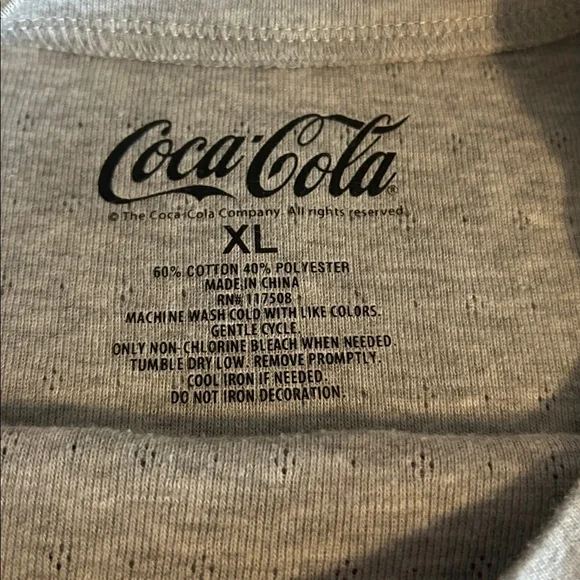 Coca-Cola®
© The Coca-Cola Company. All rights reserved.
XL
60% COTTON 40% POLYESTER
MADE IN CHINA
RN# 117508
MACHINE WASH COLD WITH LIKE COLORS.
GENTLE CYCLE.
ONLY NON-CHLORINE BLEACH WHEN NEEDED.
TUMBLE DRY LOW. REMOVE PROMPTLY.
COOL IRON IF NEEDED.
DO NOT IRON DECORATION.